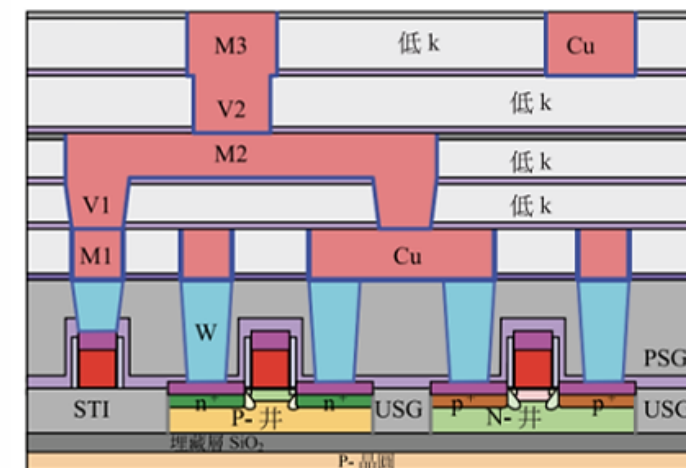 M3
低 k
Cu
V2
低 k
M2
低 k
V1
低 k
M1
Cu
W
PSG
STI
n⁺
P- 井
n⁺
USG
p⁺
N- 井
p⁺
USG
埋藏層 SiO₂
P- 晶圓